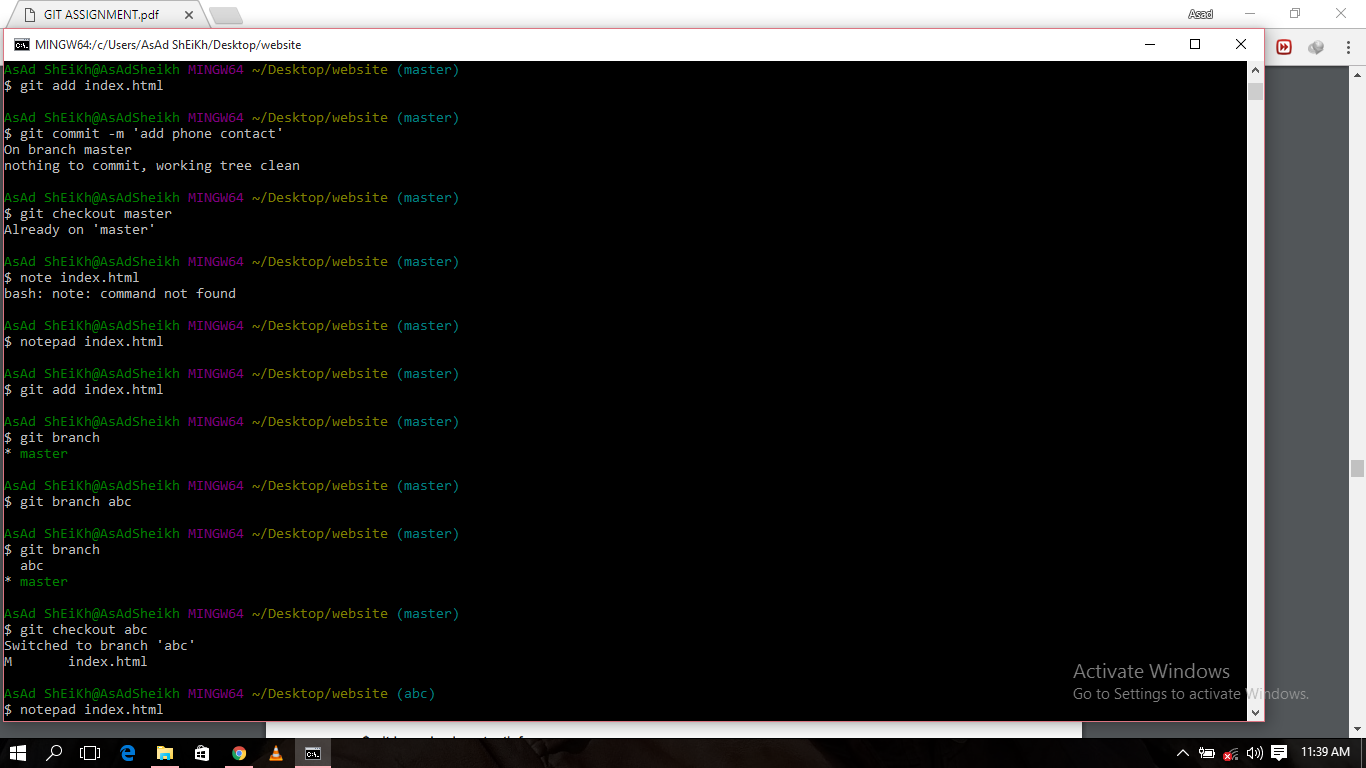 GIT ASSIGNMENT.pdf
Asad
MINGW64:/c/Users/AsAd ShEiKh/Desktop/website
AsAd ShEiKh@AsAdSheikh MINGW64 ~/Desktop/website (master)
$ git add index.html
AsAd ShEiKh@AsAdSheikh MINGW64 ~/Desktop/website (master)
$ git commit -m 'add phone contact'
On branch master
nothing to commit, working tree clean
AsAd ShEiKh@AsAdSheikh MINGW64 ~/Desktop/website (master)
$ git checkout master
Already on 'master'
AsAd ShEiKh@AsAdSheikh MINGW64 ~/Desktop/website (master)
$ note index.html
bash: note: command not found
AsAd ShEiKh@AsAdSheikh MINGW64 ~/Desktop/website (master)
$ notepad index.html
AsAd ShEiKh@AsAdSheikh MINGW64 ~/Desktop/website (master)
$ git add index.html
AsAd ShEiKh@AsAdSheikh MINGW64 ~/Desktop/website (master)
$ git branch
* master
AsAd ShEiKh@AsAdSheikh MINGW64 ~/Desktop/website (master)
$ git branch abc
AsAd ShEiKh@AsAdSheikh MINGW64 ~/Desktop/website (master)
$ git branch
abc
* master
AsAd ShEiKh@AsAdSheikh MINGW64 ~/Desktop/website (master)
$ git checkout abc
Switched to branch 'abc'
M index.html
AsAd ShEiKh@AsAdSheikh MINGW64 ~/Desktop/website (abc)
$ notepad index.html
Activate Windows
Go to Settings to activate Windows.
11:39 AM